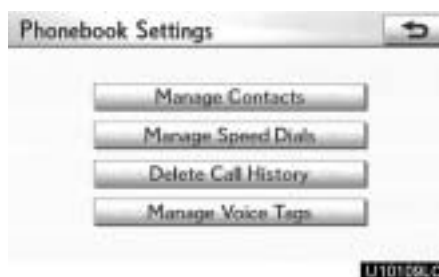 Phonebook Settings
Manage Contacts
Manage Speed Dials
Delete Call History
Manage Voice Tags